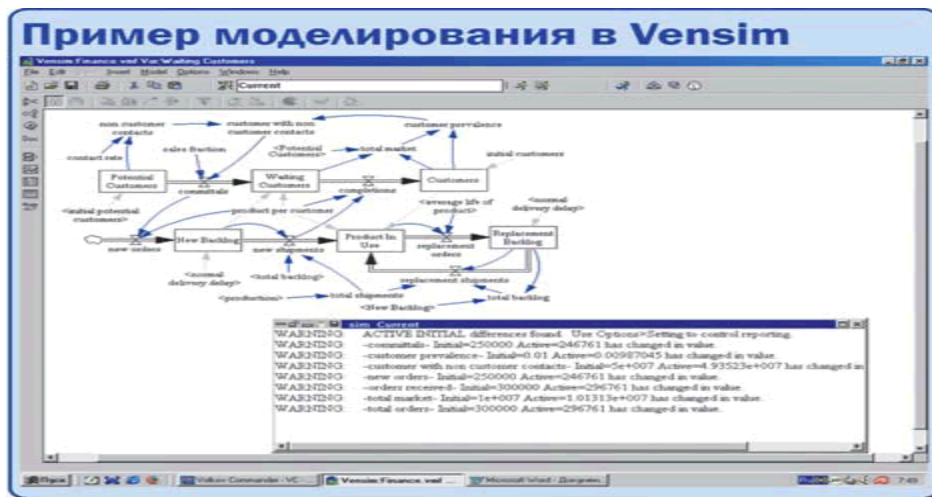 Пример моделирования в Vensim
Vensim:Finance.vmf Var:Waiting Customers
File Edit Insert Model Options Windows Help
Current
non customer contacts
customer with non customer contacts
customer prevalence
contact rate
sales fraction
<Potential Customers>
total market
initial customers
Potential Customers
Waiting Customers
Customers
committals
completions
<initial potential customers>
product per customer
<average life of product>
<normal delivery delay>
New Backlog
Product In Use
Replacement Backlog
new orders
new shipments
replacement orders
<normal delivery delay>
<total backlog>
replacement shipments
<production>
total shipments
total backlog
<New Backlog>
sim Current
WARNING: ACTIVE INITIAL differences found. Use Options>Setting to control reporting.
WARNING: -committals- Initial=250000 Active=246761 has changed in value.
WARNING: -customer prevalence- Initial=0.01 Active=0.00987045 has changed in value.
WARNING: -customer with non customer contacts- Initial=5e+007 Active=4.93523e+007 has changed in
WARNING: -new orders- Initial=250000 Active=246761 has changed in value.
WARNING: -orders received- Initial=300000 Active=296761 has changed in value.
WARNING: -total market- Initial=1e+007 Active=1.01313e+007 has changed in value.
WARNING: -total orders- Initial=300000 Active=296761 has changed in value.
Пуск
Volkov Commander - VC
Vensim:Finance.vmf ...
Microsoft Word - Диаграм...
7:49